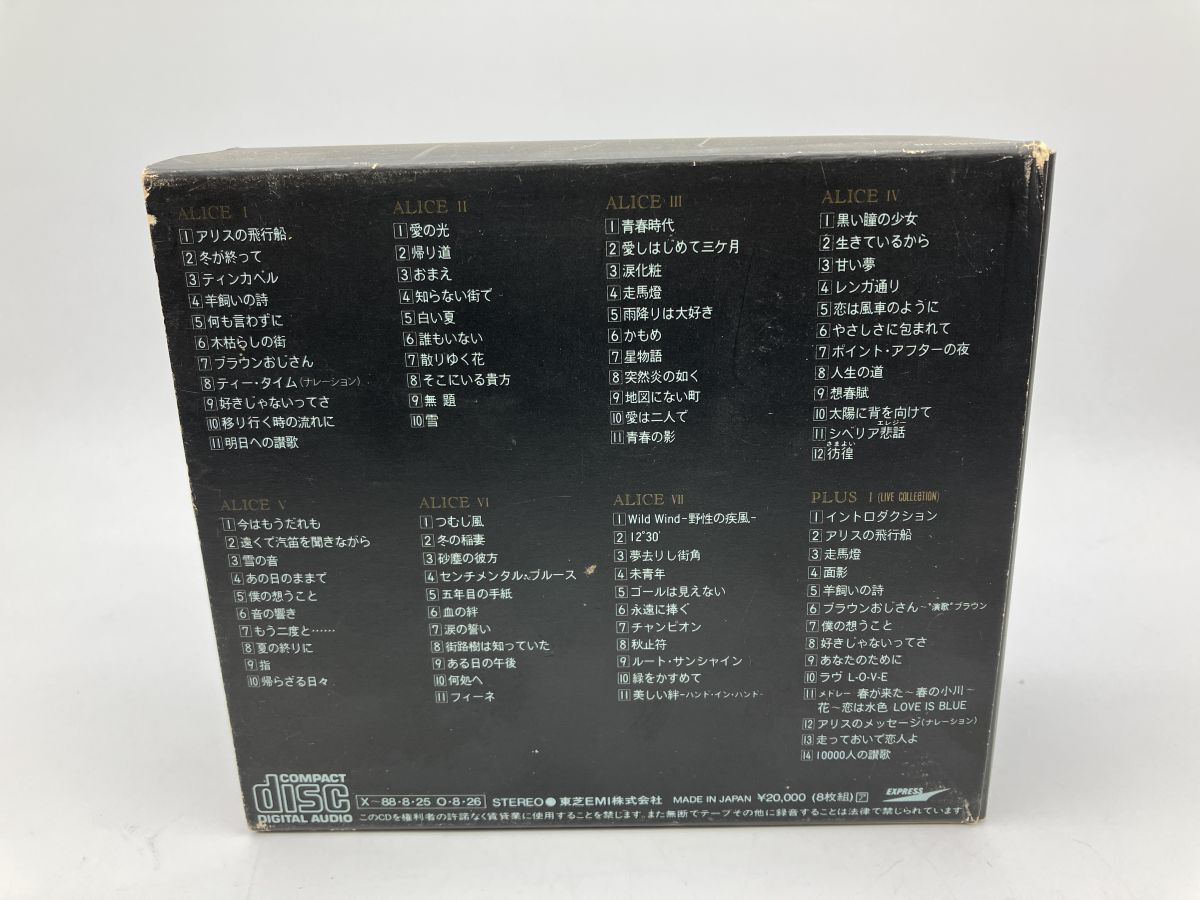 ALICE I
1 アリスの飛行船
2 冬が終って
3 ティンカベル
4 羊飼いの詩
5 何も言わずに
6 木枯らしの街
7 ブラウンおじさん
8 ティー・タイム(ナレーション)
9 好きじゃないってさ
10 移り行く時の流れに
11 明日への讃歌
ALICE II
1 愛の光
2 帰り道
3 おまえ
4 知らない街で
5 白い夏
6 誰もいない
7 散りゆく花
8 そこにいる貴方
9 無題
10 雪
ALICE III
1 青春時代
2 愛しはじめて三ケ月
3 涙化粧
4 走馬燈
5 雨降りは大好き
6 かもめ
7 星物語
8 突然炎の如く
9 地図にない町
10 愛は二人で
11 青春の影
ALICE IV
1 黒い瞳の少女
2 生きているから
3 甘い夢
4 レンガ通り
5 恋は風車のように
6 やさしさに包まれて
7 ポイント・アフターの夜
8 人生の道
9 想春賦
10 太陽に背を向けて
エレジー
11 シベリア悲話
さまよい
12 彷徨
ALICE V
1 今はもうだれも
2 遠くで汽笛を聞きながら
3 雪の音
4 あの日のままで
5 僕の想うこと
6 音の響き
7 もう二度と……
8 夏の終りに
9 指
10 帰らざる日々
ALICE VI
1 つむじ風
2 冬の稲妻
3 砂塵の彼方
4 センチメンタル・ブルース
5 五年目の手紙
6 血の絆
7 涙の誓い
8 街路樹は知っていた
9 ある日の午後
10 何処へ
11 フィーネ
ALICE VII
1 Wild Wind-野性の疾風-
2 12°30'
3 夢去りし街角
4 未青年
5 ゴールは見えない
6 永遠に捧ぐ
7 チャンピオン
8 秋止符
9 ルート・サンシャイン
10 緑をかすめて
11 美しい絆-ハンド・イン・ハンド-
PLUS I (LIVE COLLECTION)
1 イントロダクション
2 アリスの飛行船
3 走馬燈
4 面影
5 羊飼いの詩
6 ブラウンおじさん〜"演歌"ブラウン
7 僕の想うこと
8 好きじゃないってさ
9 あなたのために
10 ラヴ L-O-V-E
11 メドレー 春が来た〜春の小川〜
花〜恋は水色 LOVE IS BLUE
12 アリスのメッセージ(ナレーション)
13 走っておいで恋人よ
14 10000人の讃歌
COMPACT
disc
DIGITAL AUDIO
X〜88・8・25 O・8・26 STEREO● 東芝EMI株式会社 MADE IN JAPAN ¥20,000 (8枚組) ア
EXPRESS
このCDを権利者の許諾なく賃貸業に使用することを禁じます。また無断でテープその他に録音することは法律で禁じられています